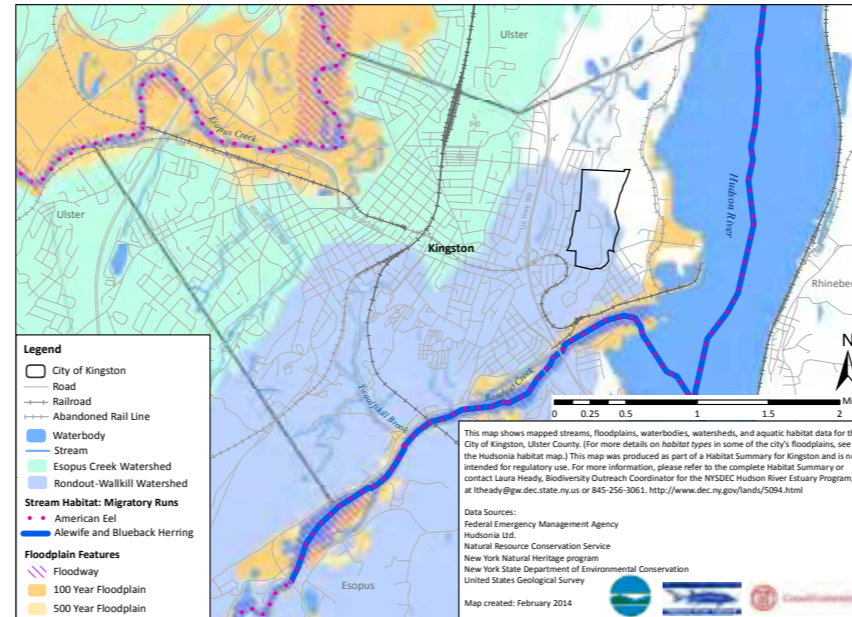 Ulster
Esopus Creek
Ulster
Kingston
US HWY 9W
Hudson River
Rhinebec
N
Rondout Creek
Twaalfskill Brook
Esopus
0 0.25 0.5 1 1.5 2
Mi
Legend
City of Kingston
Road
Railroad
Abandoned Rail Line
Waterbody
Stream
Esopus Creek Watershed
Rondout-Wallkill Watershed
Stream Habitat: Migratory Runs
American Eel
Alewife and Blueback Herring
Floodplain Features
Floodway
100 Year Floodplain
500 Year Floodplain
This map shows mapped streams, floodplains, waterbodies, watersheds, and aquatic habitat data for th
City of Kingston, Ulster County. (For more details on habitat types in some of the city's floodplains, see
the Hudsonia habitat map.) This map was produced as part of a Habitat Summary for Kingston and is no
intended for regulatory use. For more information, please refer to the complete Habitat Summary or
contact Laura Heady, Biodiversity Outreach Coordinator for the NYSDEC Hudson River Estuary Program,
at ltheady@gw.dec.state.ny.us or 845-256-3061. http://www.dec.ny.gov/lands/5094.html
Data Sources:
Federal Emergency Management Agency
Hudsonia Ltd.
Natural Resource Conservation Service
New York Natural Heritage program
New York State Department of Environmental Conservation
United States Geological Survey
Map created: February 2014